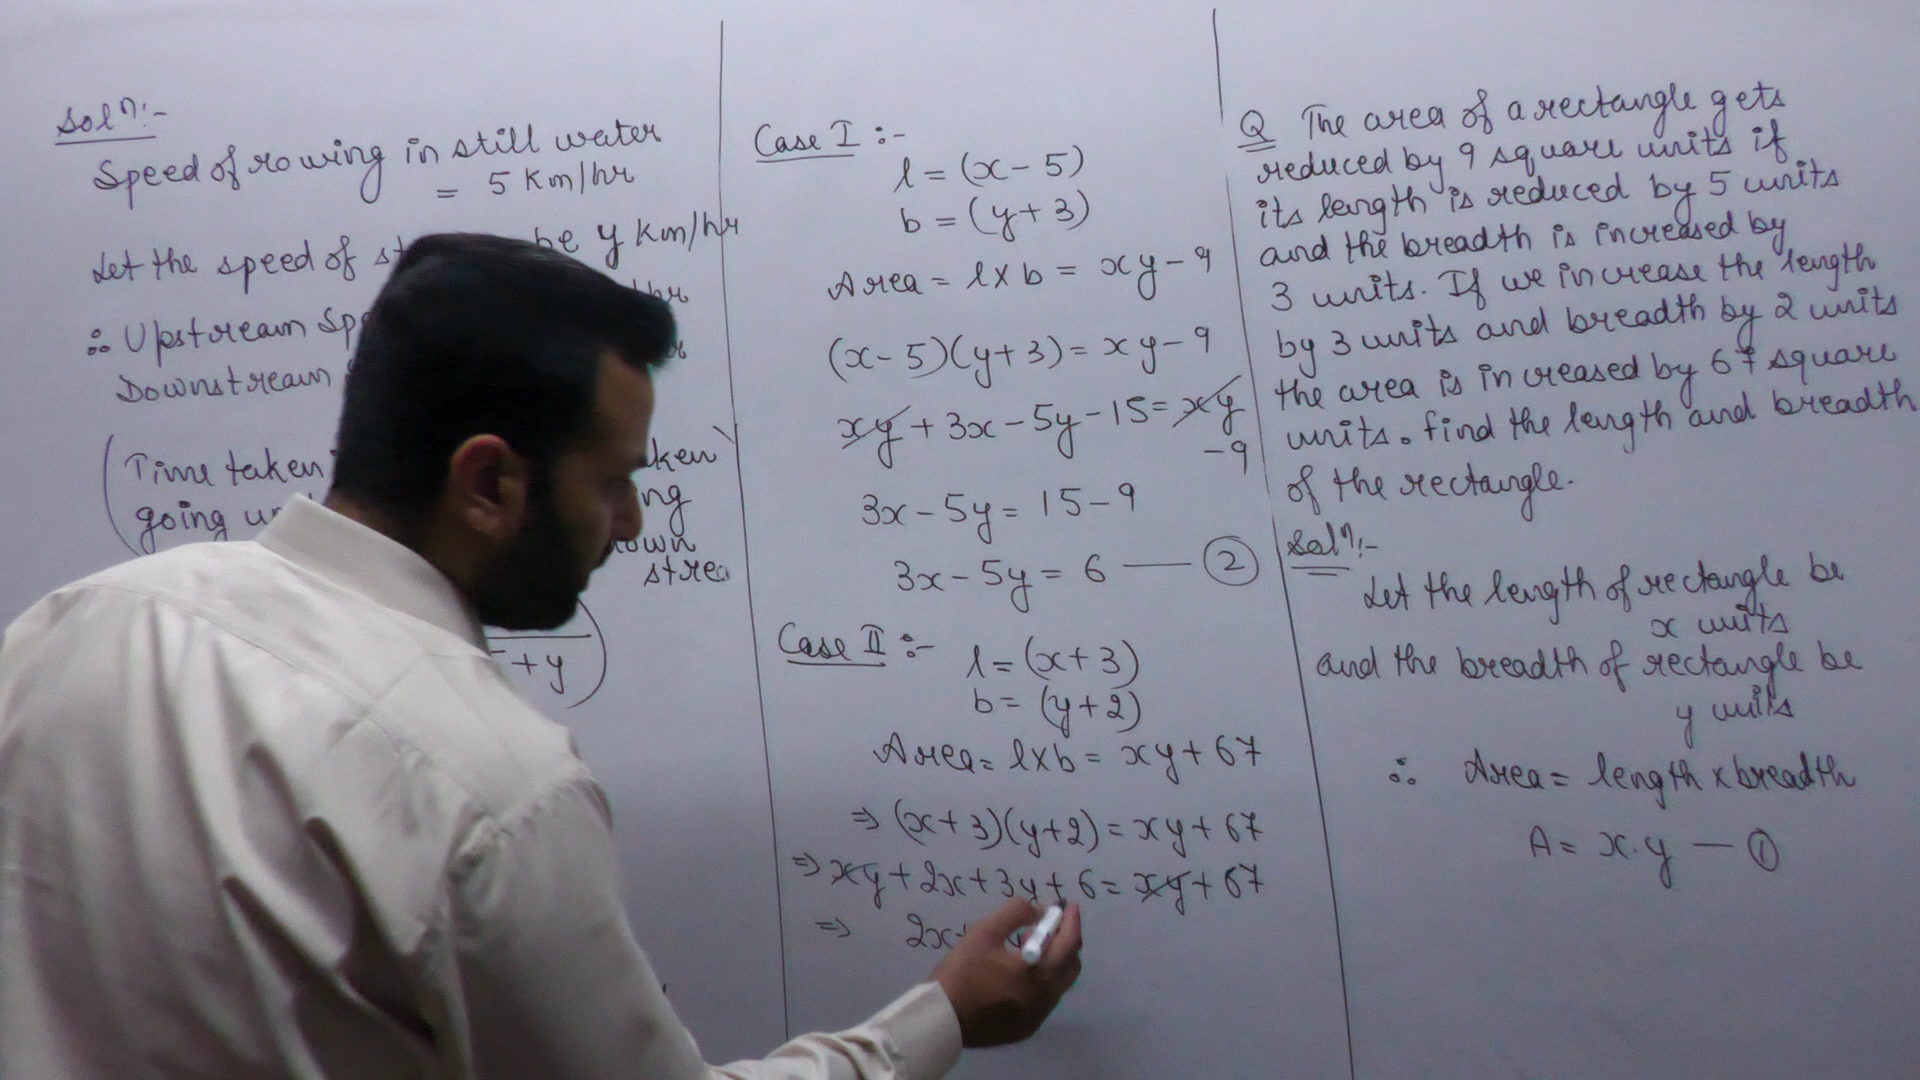 Solⁿ:-
Speed of rowing in still water
= 5 Km/hr
Let the speed of be y Km/hr
∴ Upstream
Downstream
(Time taken
going
strea
+y)
Case I :-
l = (x-5)
b = (y+3)
Area = l×b = xy-9
(x-5)(y+3) = xy-9
xy+3x-5y-15=xy
-9
3x-5y= 15-9
3x-5y = 6 — ②
Case II :-
l=(x+3)
b= (y+2)
Area= l×b = xy+67
⇒ (x+3)(y+2)=xy+67
⇒ xy+2x+3y+6=xy+67
⇒ 2x
Q The area of a rectangle gets
reduced by 9 square units if
its length is reduced by 5 units
and the breadth is increased by
3 units. If we increase the length
by 3 units and breadth by 2 units
the area is increased by 67 square
units. find the length and breadth
of the rectangle.
Solⁿ:-
Let the length of rectangle be
x units
and the breadth of rectangle be
y units
∴ Area= length × breadth
A= x.y — ①